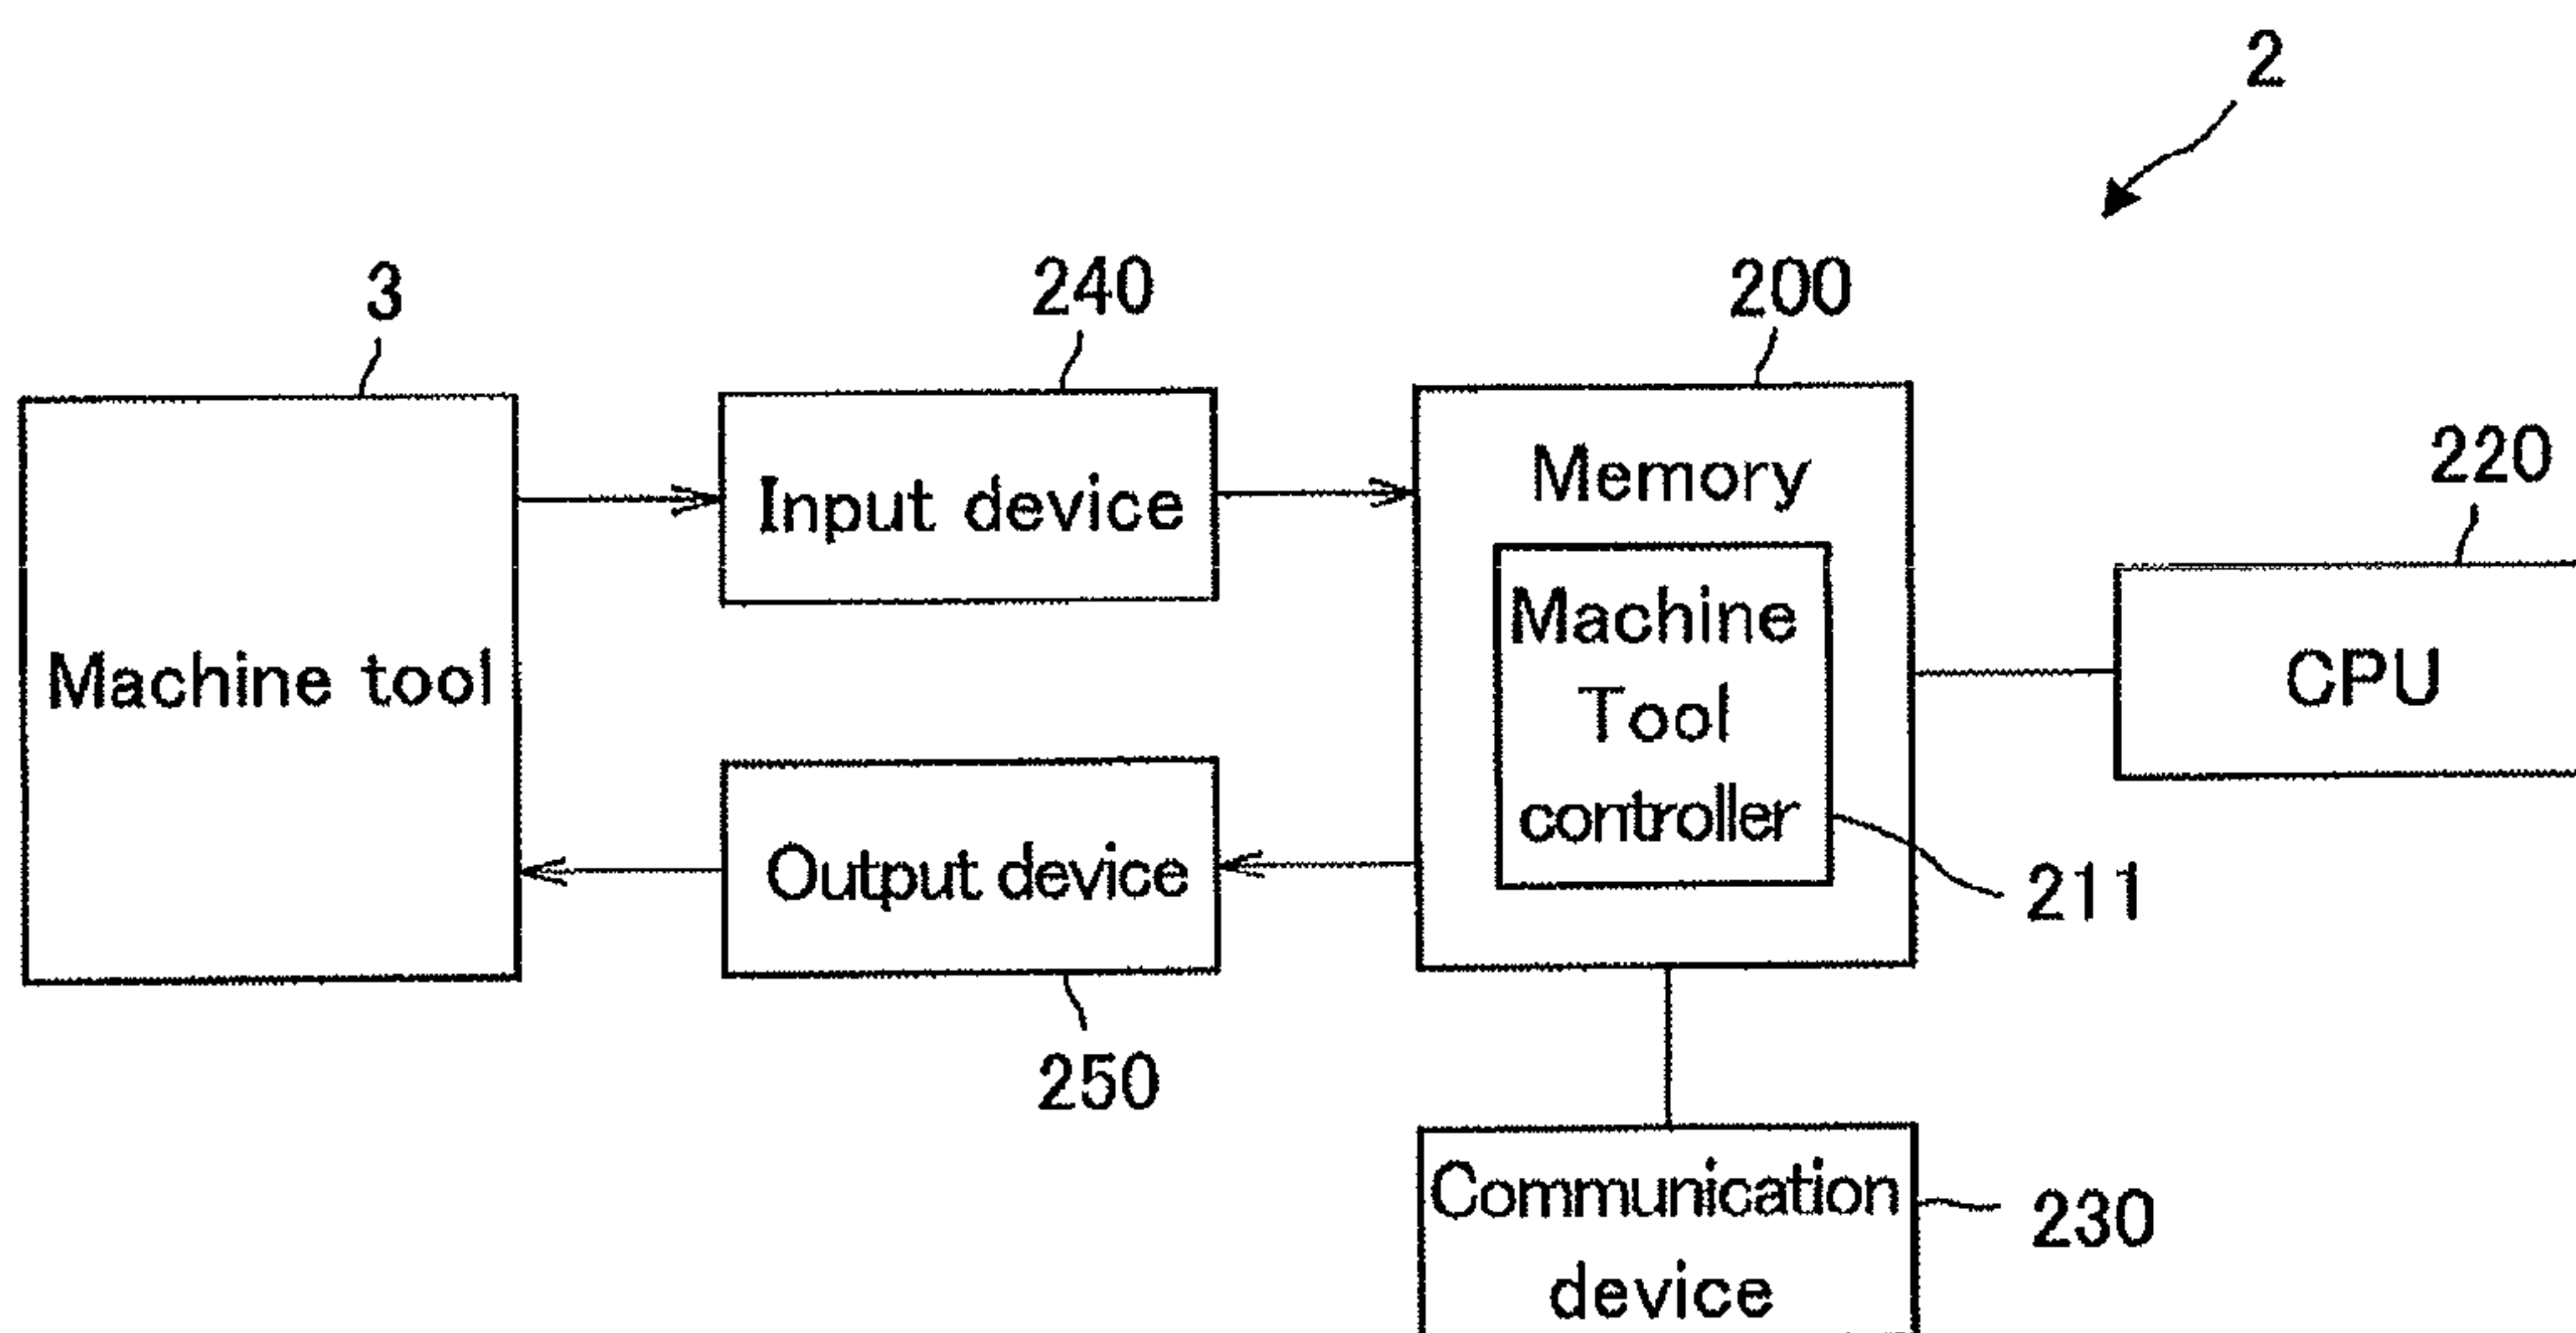 2
3
240
200
220
Machine tool
Input device
Memory
Machine
Tool
controller
CPU
Output device
211
250
Communication
device
230